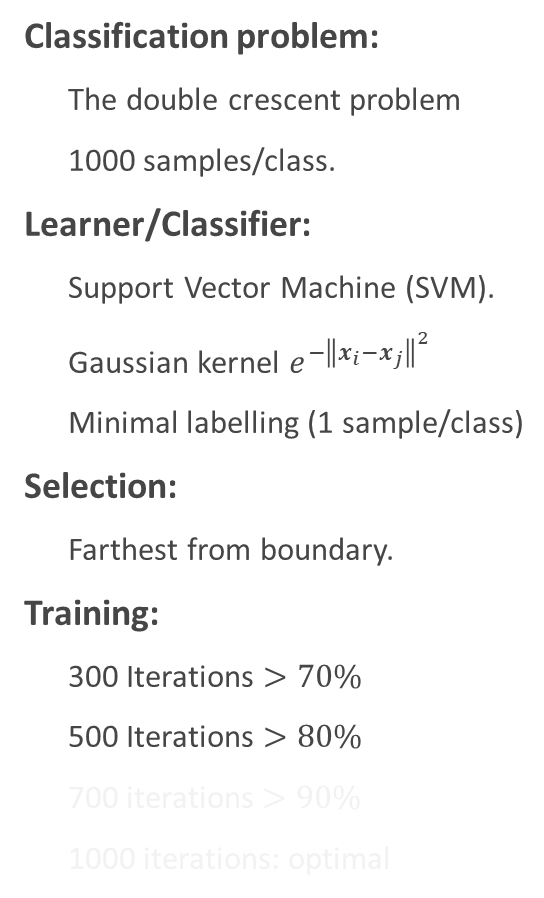 Classification problem:
The double crescent problem
1000 samples/class.
Learner/Classifier:
Support Vector Machine (SVM).
Gaussian kernel e^{-‖x_i-x_j‖^2}
Minimal labelling (1 sample/class)
Selection:
Farthest from boundary.
Training:
300 Iterations > 70%
500 Iterations > 80%
700 iterations > 90%
1000 iterations: optimal